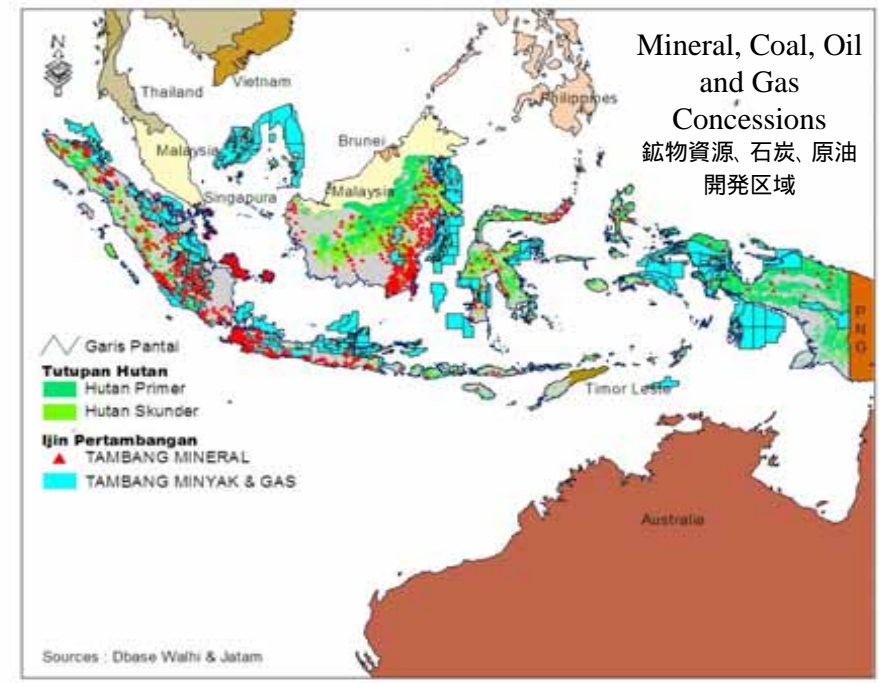 Mineral, Coal, Oil
and Gas
Concessions
鉱物資源、石炭、原油
開発区域
N
Thailand
Vietnam
Philippines
Malaysia
Brunei
Singapura
Malaysia
PNG
Timor Leste
Australia
Garis Pantai
Tutupan Hutan
Hutan Primer
Hutan Skunder
Ijin Pertambangan
TAMBANG MINERAL
TAMBANG MINYAK & GAS
Sources : Dbase Walhi & Jatam